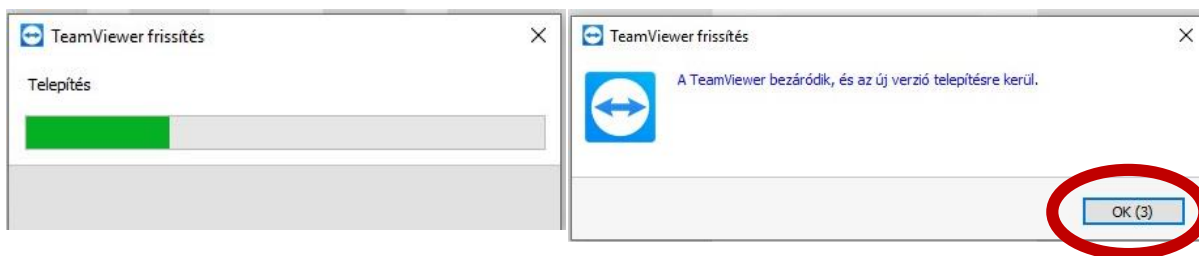 TeamViewer frissítés
Telepítés
TeamViewer frissítés
A TeamViewer bezáródik, és az új verzió telepítésre kerül.
OK (3)